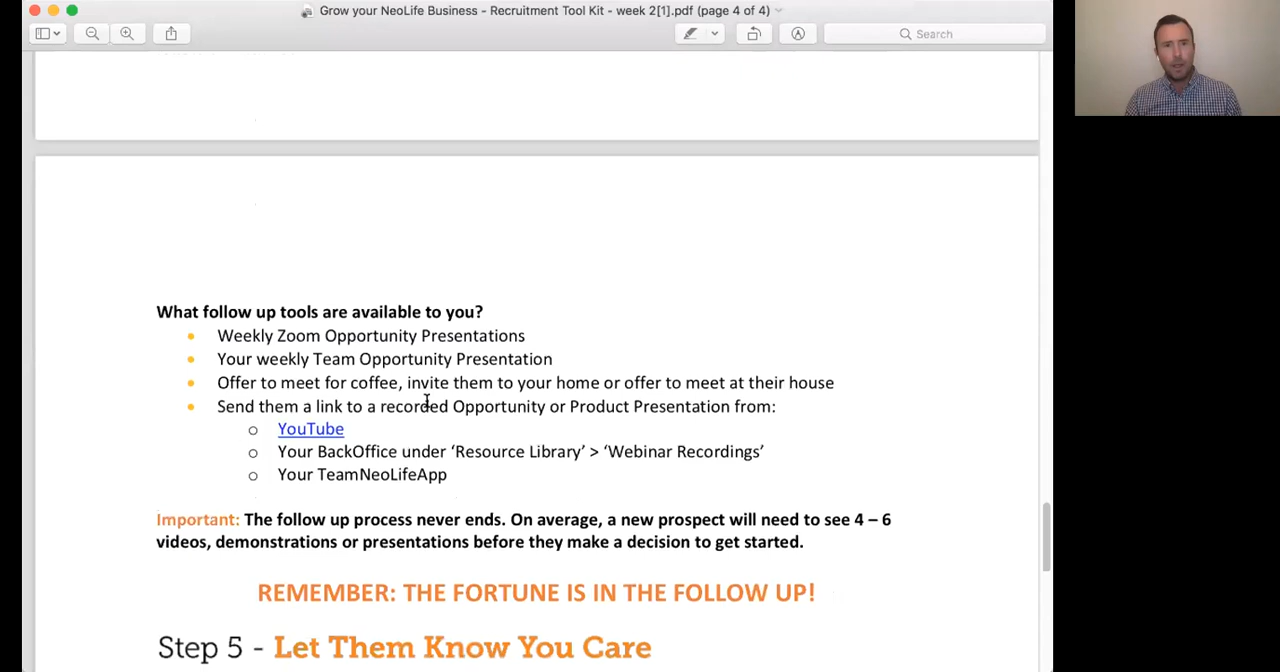 Grow your NeoLife Business - Recruitment Tool Kit - week 2[1].pdf (page 4 of 4)
Search
What follow up tools are available to you?
Weekly Zoom Opportunity Presentations
Your weekly Team Opportunity Presentation
Offer to meet for coffee, invite them to your home or offer to meet at their house
Send them a link to a recorded Opportunity or Product Presentation from:
YouTube
Your BackOffice under ‘Resource Library’ > ‘Webinar Recordings’
Your TeamNeoLifeApp
Important: The follow up process never ends. On average, a new prospect will need to see 4 – 6
videos, demonstrations or presentations before they make a decision to get started.
REMEMBER: THE FORTUNE IS IN THE FOLLOW UP!
Step 5 - Let Them Know You Care